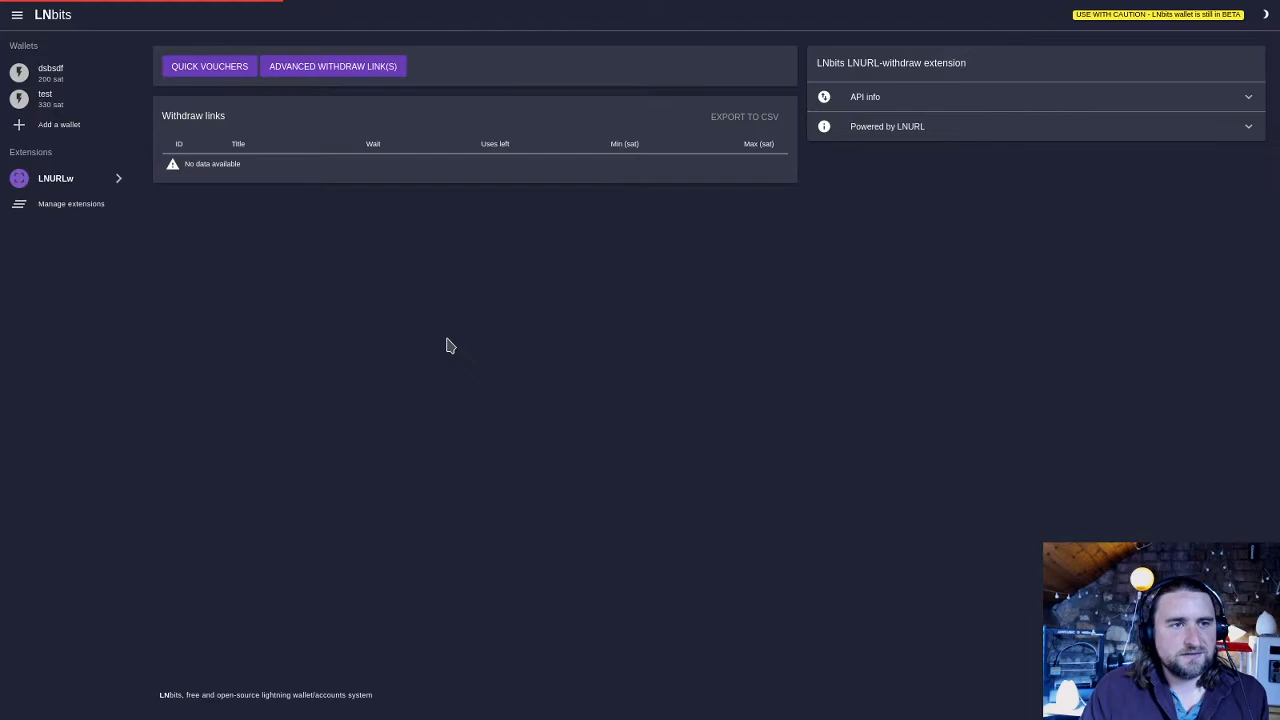 LNbits
USE WITH CAUTION - LNbits wallet is still in BETA
Wallets
dsbsdf
200 sat
test
330 sat
Add a wallet
Extensions
LNURLw
Manage extensions
QUICK VOUCHERS
ADVANCED WITHDRAW LINK(S)
Withdraw links
EXPORT TO CSV
ID Title Wait Uses left Min (sat) Max (sat)
No data available
LNbits LNURL-withdraw extension
API info
Powered by LNURL
LNbits, free and open-source lightning wallet/accounts system